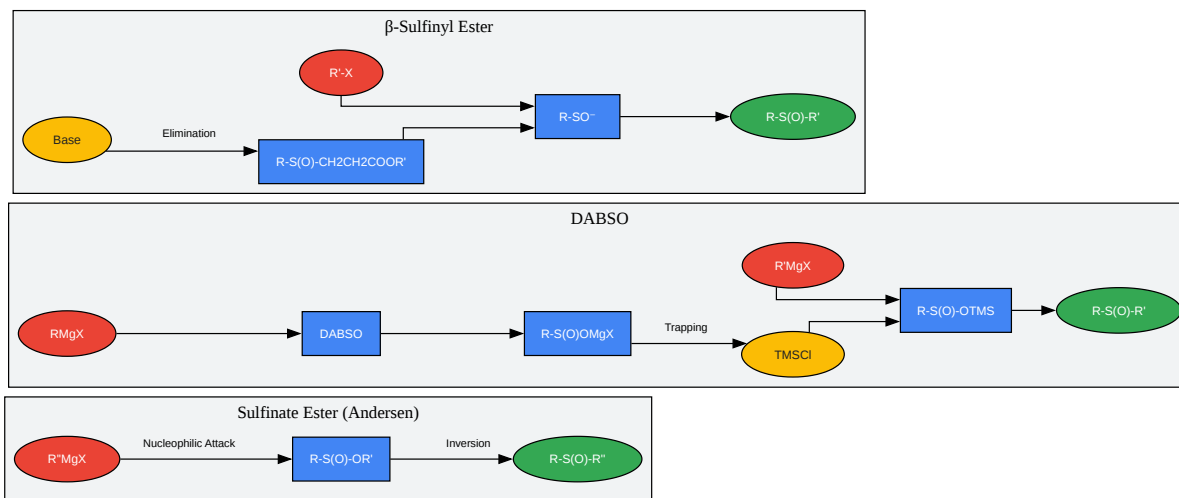 β-Sulfinyl Ester
R'-X
R-SO⁻
R-S(O)-R'
Base
Elimination
R-S(O)-CH2CH2COOR'
DABSO
R'MgX
RMgX
DABSO
R-S(O)OMgX
Trapping
TMSCl
R-S(O)-OTMS
R-S(O)-R'
Sulfinate Ester (Andersen)
R"MgX
Nucleophilic Attack
R-S(O)-OR'
Inversion
R-S(O)-R"